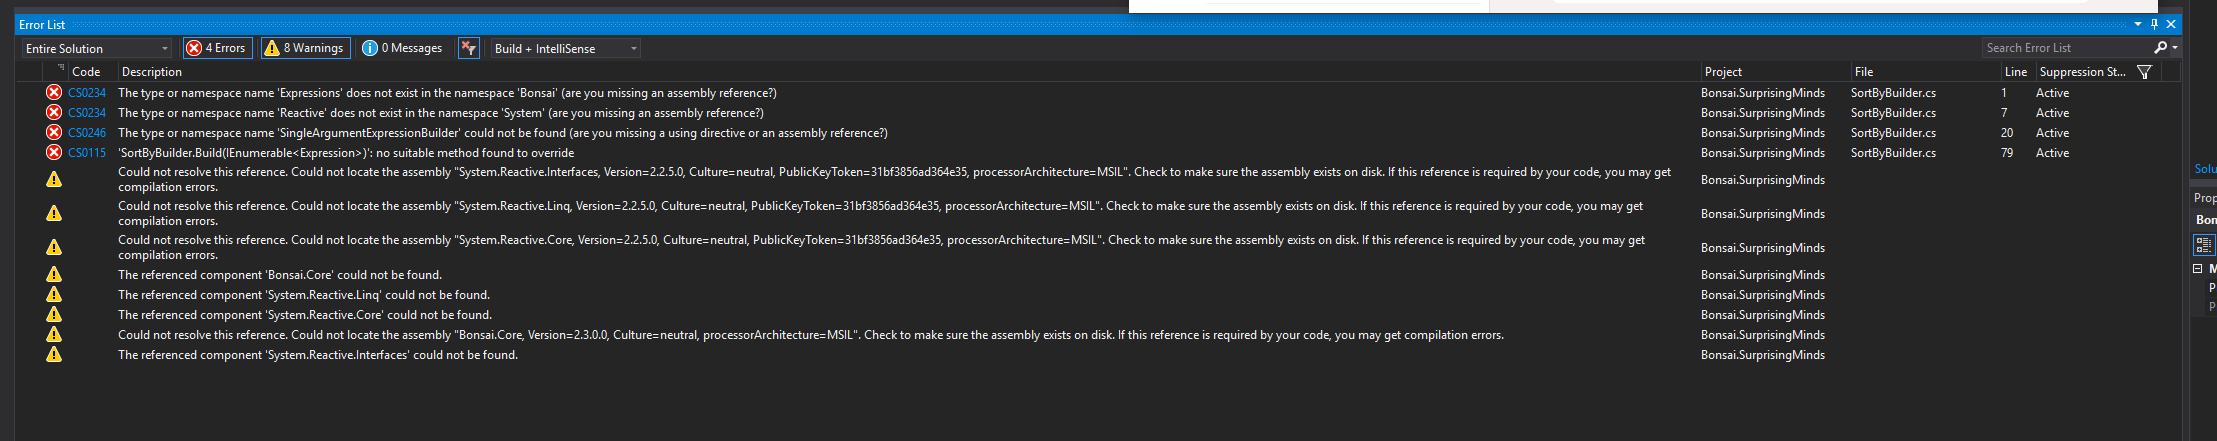 Error List
Entire Solution
4 Errors
8 Warnings
0 Messages
Build + IntelliSense
Search Error List
Code Description Project File Line Suppression St...
CS0234 The type or namespace name 'Expressions' does not exist in the namespace 'Bonsai' (are you missing an assembly reference?) Bonsai.SurprisingMinds SortByBuilder.cs 1 Active
CS0234 The type or namespace name 'Reactive' does not exist in the namespace 'System' (are you missing an assembly reference?) Bonsai.SurprisingMinds SortByBuilder.cs 7 Active
CS0246 The type or namespace name 'SingleArgumentExpressionBuilder' could not be found (are you missing a using directive or an assembly reference?) Bonsai.SurprisingMinds SortByBuilder.cs 20 Active
CS0115 'SortByBuilder.Build(IEnumerable<Expression>)': no suitable method found to override Bonsai.SurprisingMinds SortByBuilder.cs 79 Active
Could not resolve this reference. Could not locate the assembly "System.Reactive.Interfaces, Version=2.2.5.0, Culture=neutral, PublicKeyToken=31bf3856ad364e35, processorArchitecture=MSIL". Check to make sure the assembly exists on disk. If this reference is required by your code, you may get
compilation errors. Bonsai.SurprisingMinds
Could not resolve this reference. Could not locate the assembly "System.Reactive.Linq, Version=2.2.5.0, Culture=neutral, PublicKeyToken=31bf3856ad364e35, processorArchitecture=MSIL". Check to make sure the assembly exists on disk. If this reference is required by your code, you may get
compilation errors. Bonsai.SurprisingMinds
Could not resolve this reference. Could not locate the assembly "System.Reactive.Core, Version=2.2.5.0, Culture=neutral, PublicKeyToken=31bf3856ad364e35, processorArchitecture=MSIL". Check to make sure the assembly exists on disk. If this reference is required by your code, you may get
compilation errors. Bonsai.SurprisingMinds
The referenced component 'Bonsai.Core' could not be found. Bonsai.SurprisingMinds
The referenced component 'System.Reactive.Linq' could not be found. Bonsai.SurprisingMinds
The referenced component 'System.Reactive.Core' could not be found. Bonsai.SurprisingMinds
Could not resolve this reference. Could not locate the assembly "Bonsai.Core, Version=2.3.0.0, Culture=neutral, processorArchitecture=MSIL". Check to make sure the assembly exists on disk. If this reference is required by your code, you may get compilation errors. Bonsai.SurprisingMinds
The referenced component 'System.Reactive.Interfaces' could not be found. Bonsai.SurprisingMinds
Solu
Prop
Bon
M
P
P